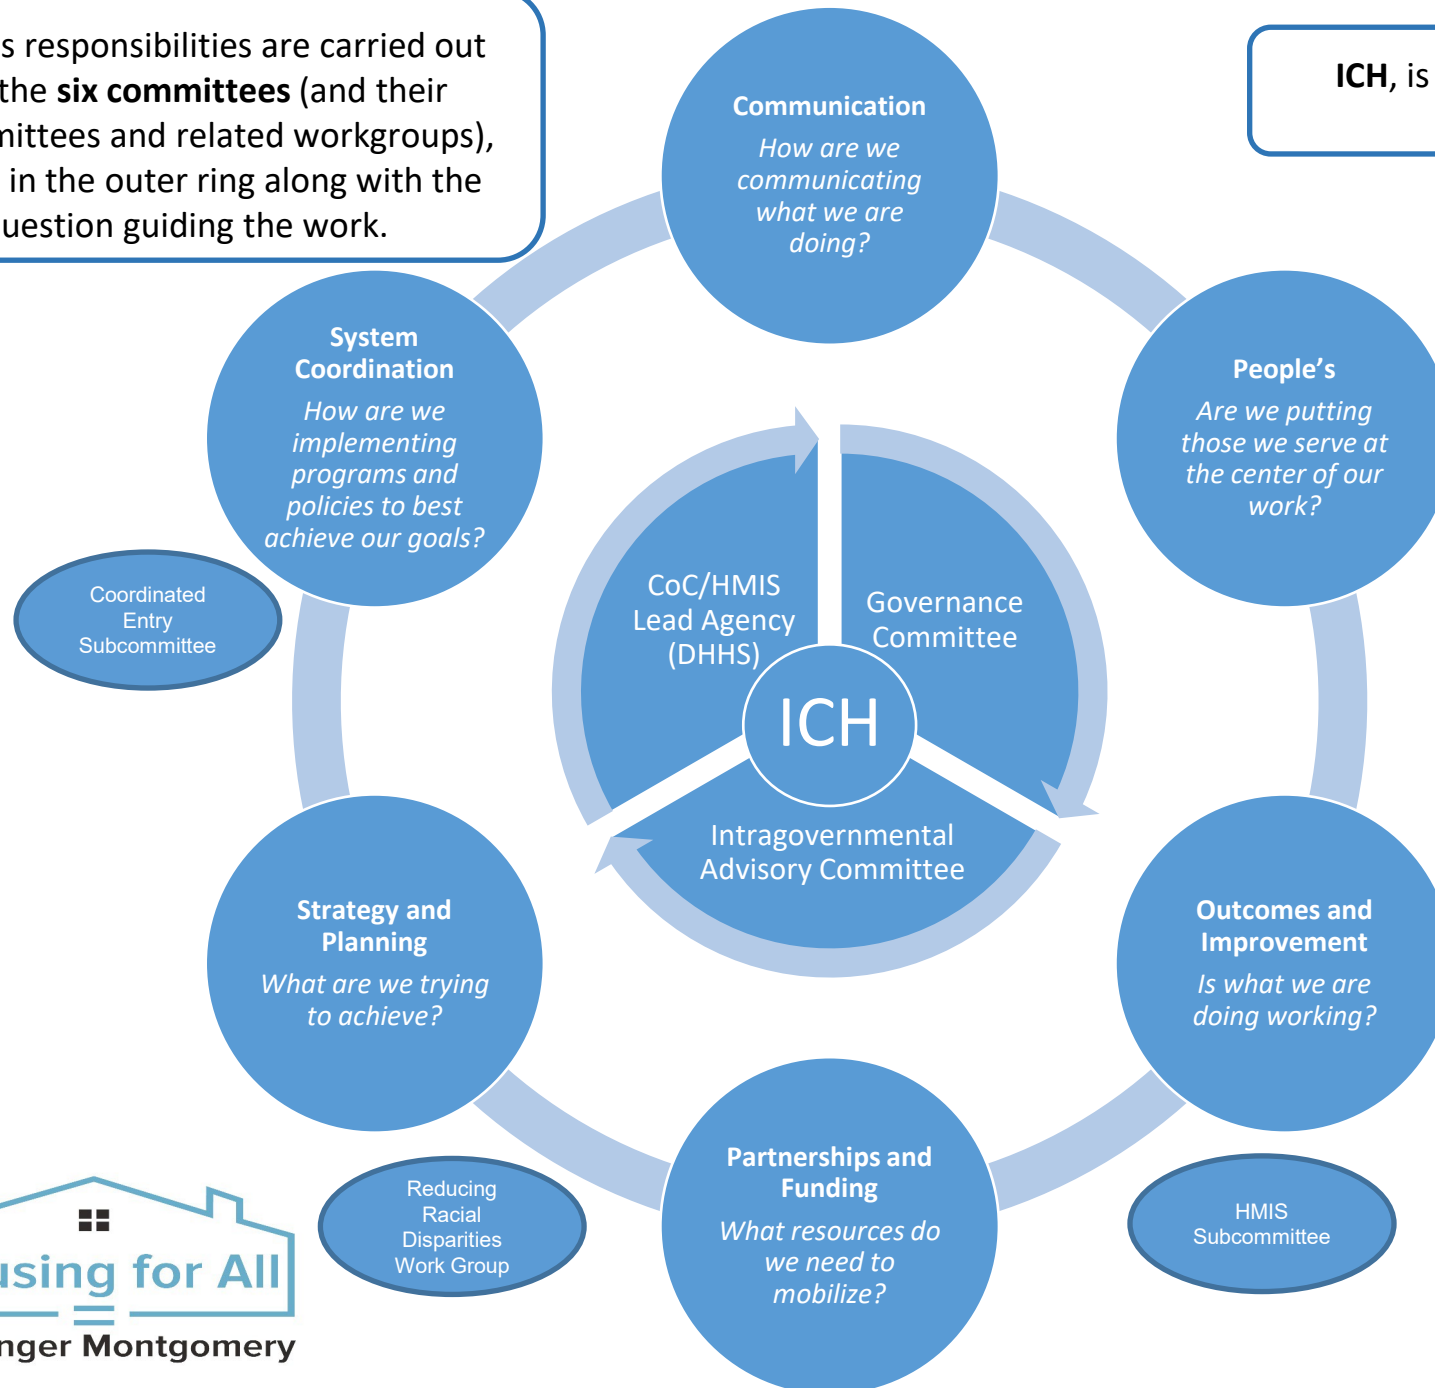 s responsibilities are carried out
the six committees (and their
mittees and related workgroups),
in the outer ring along with the
uestion guiding the work.
ICH, is
Communication
How are we
communicating
what we are
doing?
System
Coordination
How are we
implementing
programs and
policies to best
achieve our goals?
People’s
Are we putting
those we serve at
the center of our
work?
Coordinated
Entry
Subcommittee
CoC/HMIS
Lead Agency
(DHHS)
Governance
Committee
ICH
Intragovernmental
Advisory Committee
Strategy and
Planning
What are we trying
to achieve?
Outcomes and
Improvement
Is what we are
doing working?
Partnerships and
Funding
What resources do
we need to
mobilize?
Reducing
Racial
Disparities
Work Group
HMIS
Subcommittee
using for All
nger Montgomery